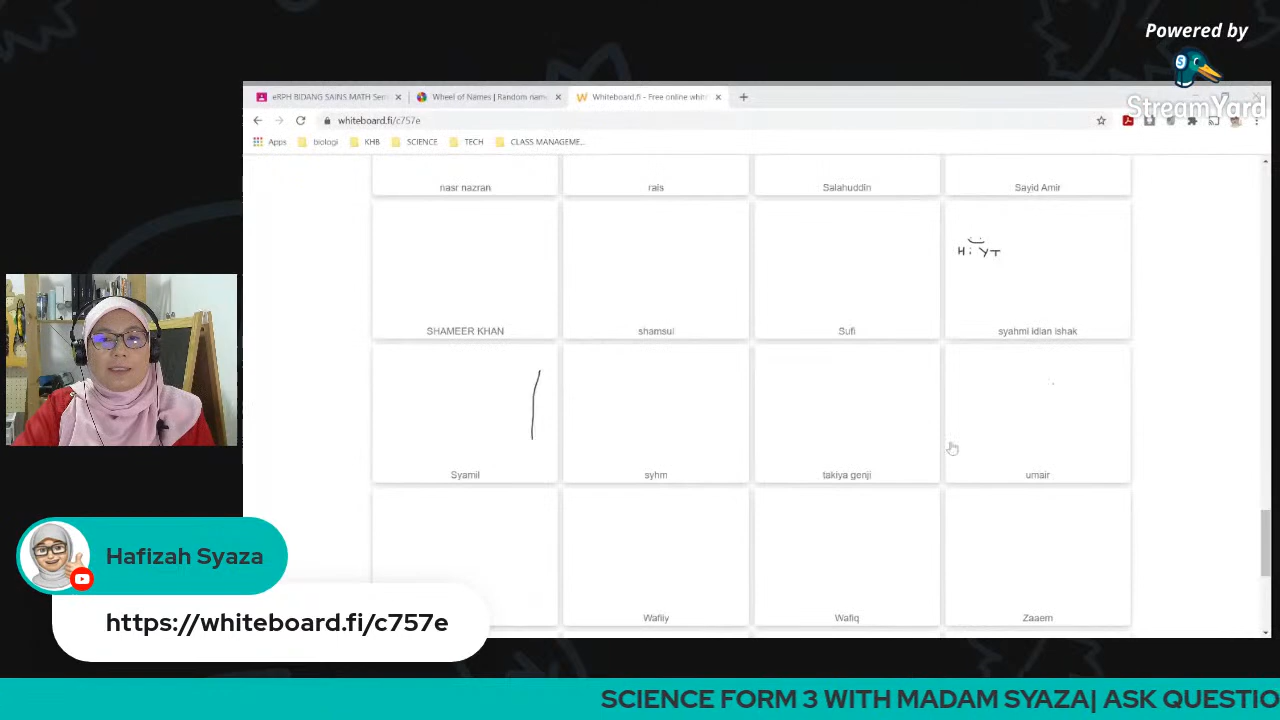 Powered by
StreamYard
eRPH BIDANG SAINS MATH Sem
Wheel of Names | Random name
Whiteboard.fi - Free online whit
whiteboard.fi/c757e
Apps
biologi
KHB
SCIENCE
TECH
CLASS MANAGEME...
nasr nazran
rais
Salahuddin
Sayid Amir
Hi YT
SHAMEER KHAN
shamsul
Sufi
syahmi idlan ishak
Syamil
syhm
takiya genji
umair
Wafiiy
Wafiq
Zaaem
Hafizah Syaza
https://whiteboard.fi/c757e
SCIENCE FORM 3 WITH MADAM SYAZA| ASK QUESTIO